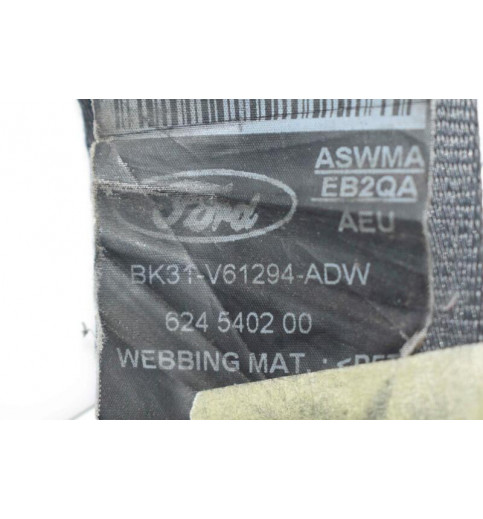 ASWMA
EB2QA
Ford
AEU
BK31-V61294-ADW
624 5402 00
WEBBING MAT. :